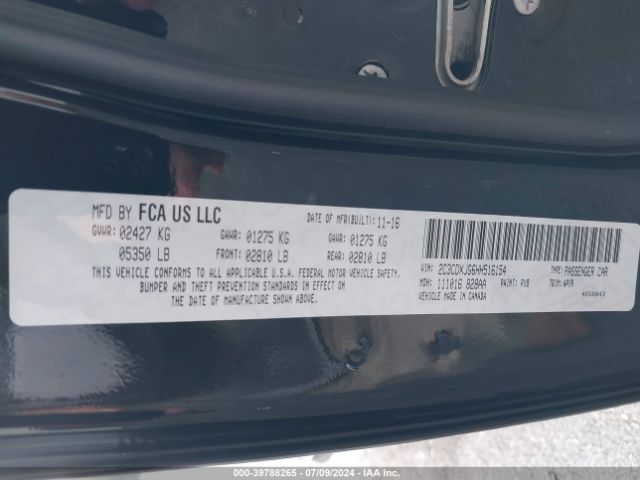 MFD BY FCA US LLC
DATE OF MFR(BUILT): 11-16
GVWR: 02427 KG GAWR: 01275 KG GAWR: 01275 KG
05350 LB FRONT: 02810 LB REAR: 02810 LB
THIS VEHICLE CONFORMS TO ALL APPLICABLE U.S.A. FEDERAL MOTOR VEHICLE SAFETY,
BUMPER AND THEFT PREVENTION STANDARDS IN EFFECT ON
THE DATE OF MANUFACTURE SHOWN ABOVE.
VIN: 2C3CDXJG6HH516154 TYPE: PASSENGER CAR
MDH: 111016 828AA PAINT: PX8 TRIM: APX9
VEHICLE MADE IN CANADA
000-39788265 | 07/09/2024 | IAA Inc.